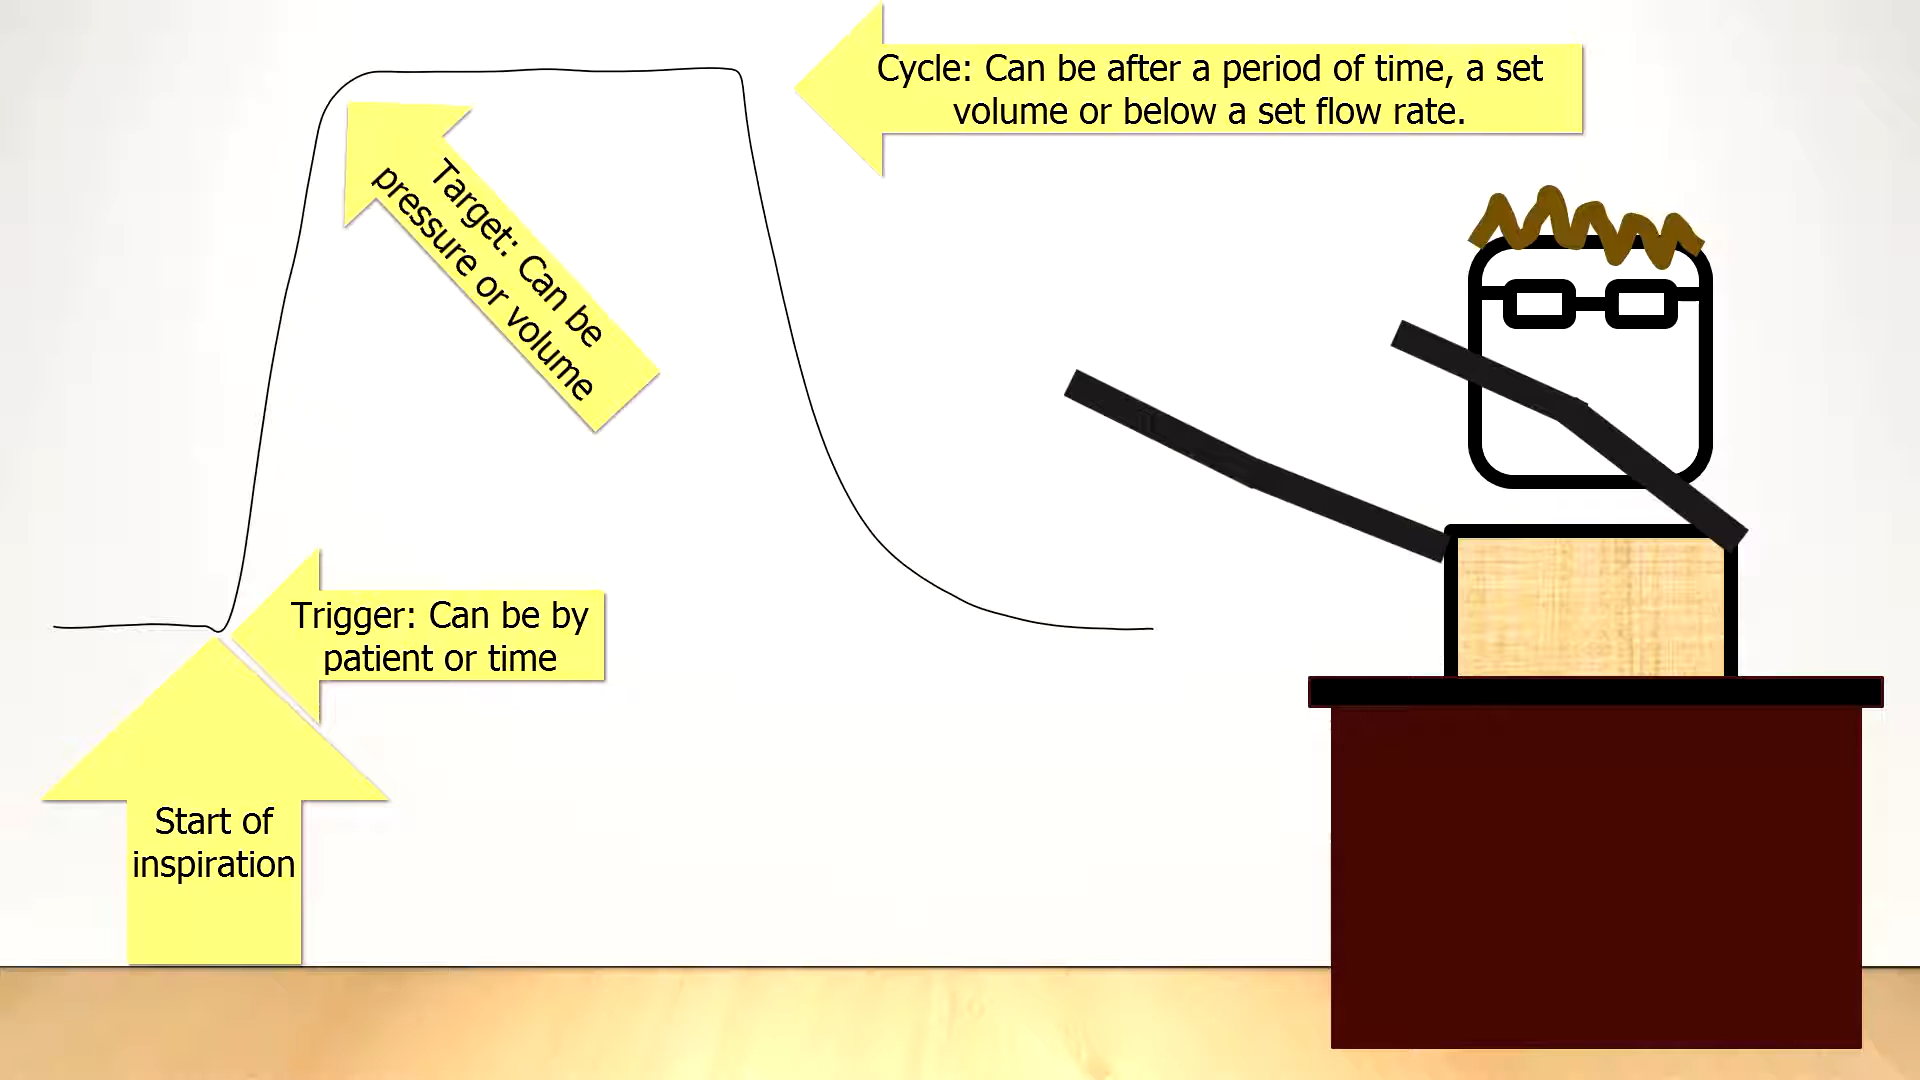 Cycle: Can be after a period of time, a set
volume or below a set flow rate.
Target: Can be
pressure or volume
Trigger: Can be by
patient or time
Start of
inspiration